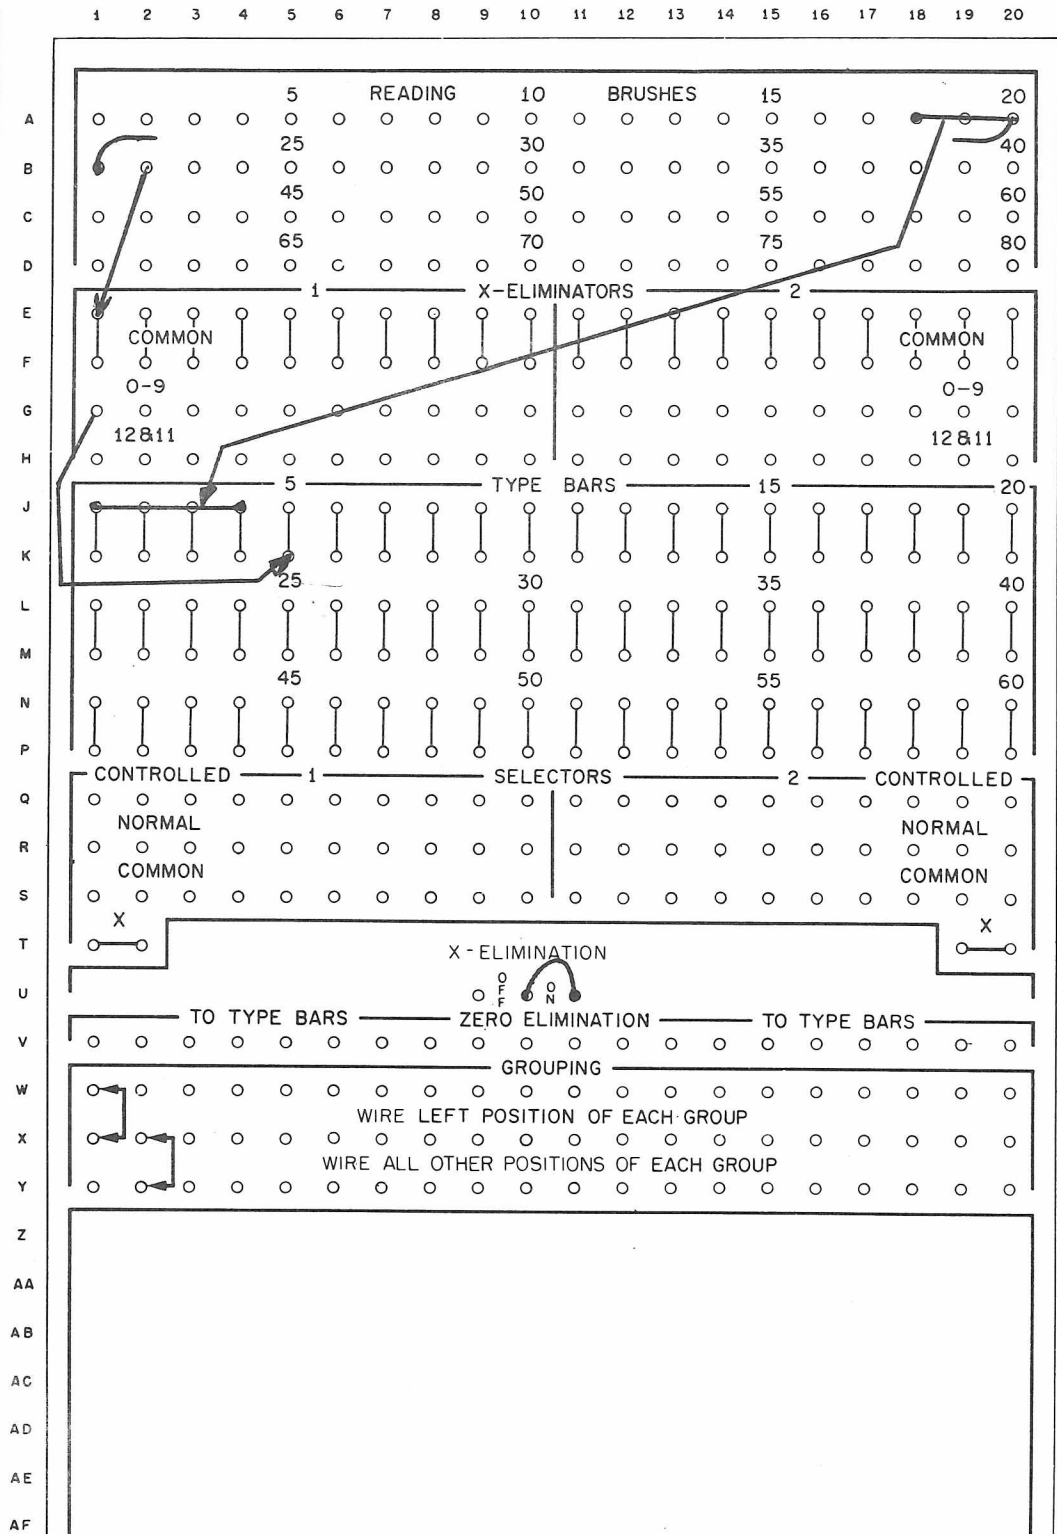 1 2 3 4 5 6 7 8 9 10 11 12 13 14 15 16 17 18 19 20
5 READING 10 BRUSHES 15 20
A
25 30 35 40
B
45 50 55 60
C
65 70 75 80
D
1 X-ELIMINATORS 2
E
COMMON COMMON
F
0-9 0-9
G
12&11 12&11
H
5 TYPE BARS 15 20
J
K
25 30 35 40
L
M
45 50 55 60
N
P
CONTROLLED 1 SELECTORS 2 CONTROLLED
Q
NORMAL NORMAL
R
COMMON COMMON
S
X X
T
X-ELIMINATION
U OFF ON
TO TYPE BARS ZERO ELIMINATION TO TYPE BARS
V
GROUPING
W
WIRE LEFT POSITION OF EACH GROUP
X
WIRE ALL OTHER POSITIONS OF EACH GROUP
Y
Z
AA
AB
AC
AD
AE
AF